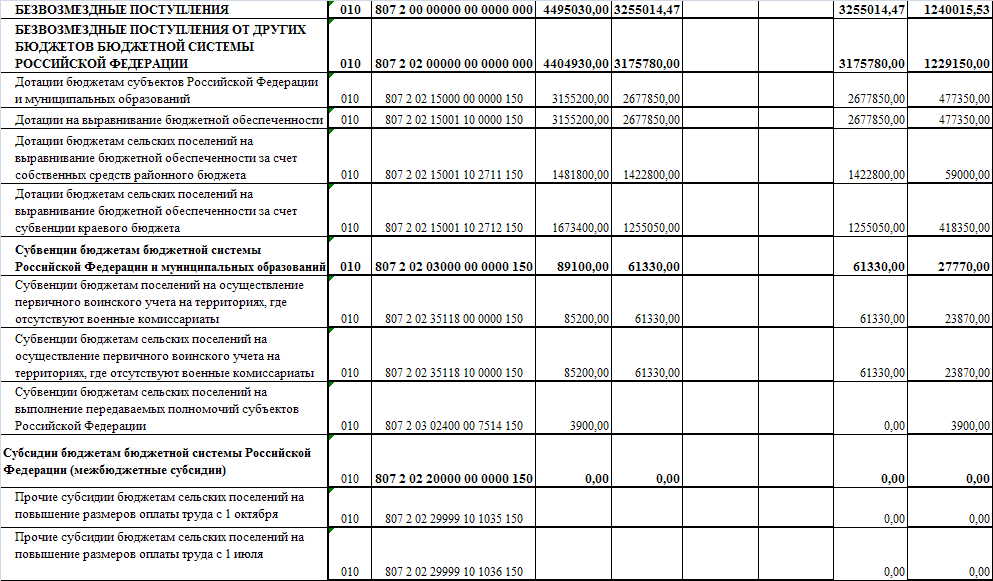 БЕЗВОЗМЕЗДНЫЕ ПОСТУПЛЕНИЯ 010 807 2 00 00000 00 0000 000 4495030,00 3255014,47 3255014,47 1240015,53
БЕЗВОЗМЕЗДНЫЕ ПОСТУПЛЕНИЯ ОТ ДРУГИХ
БЮДЖЕТОВ БЮДЖЕТНОЙ СИСТЕМЫ
РОССИЙСКОЙ ФЕДЕРАЦИИ 010 807 2 02 00000 00 0000 000 4404930,00 3175780,00 3175780,00 1229150,00
Дотации бюджетам субъектов Российской Федерации
и муниципальных образований 010 807 2 02 15000 00 0000 150 3155200,00 2677850,00 2677850,00 477350,00
Дотации на выравнивание бюджетной обеспеченности 010 807 2 02 15001 10 0000 150 3155200,00 2677850,00 2677850,00 477350,00
Дотации бюджетам сельских поселений на
выравнивание бюджетной обеспеченности за счет
собственных средств районного бюджета 010 807 2 02 15001 10 2711 150 1481800,00 1422800,00 1422800,00 59000,00
Дотации бюджетам сельских поселений на
выравнивание бюджетной обеспеченности за счет
субвенции краевого бюджета 010 807 2 02 15001 10 2712 150 1673400,00 1255050,00 1255050,00 418350,00
Субвенции бюджетам бюджетной системы
Российской Федерации и муниципальных образований 010 807 2 02 03000 00 0000 150 89100,00 61330,00 61330,00 27770,00
Субвенции бюджетам поселений на осуществление
первичного воинского учета на территориях, где
отсутствуют военные комиссариаты 010 807 2 02 35118 00 0000 150 85200,00 61330,00 61330,00 23870,00
Субвенции бюджетам сельских поселений на
осуществление первичного воинского учета на
территориях, где отсутствуют военные комиссариаты 010 807 2 02 35118 10 0000 150 85200,00 61330,00 61330,00 23870,00
Субвенции бюджетам сельских поселений на
выполнение передаваемых полномочий субъектов
Российской Федерации 010 807 2 03 02400 00 7514 150 3900,00 0,00 3900,00
Субсидии бюджетам бюджетной системы Российской
Федерации (межбюджетные субсидии) 010 807 2 02 20000 00 0000 150 0,00 0,00 0,00 0,00
Прочие субсидии бюджетам сельских поселений на
повышение размеров оплаты труда с 1 октября 010 807 2 02 29999 10 1035 150 0,00 0,00
Прочие субсидии бюджетам сельских поселений на
повышение размеров оплаты труда с 1 июля
010 807 2 02 29999 10 1036 150 0,00 0,00